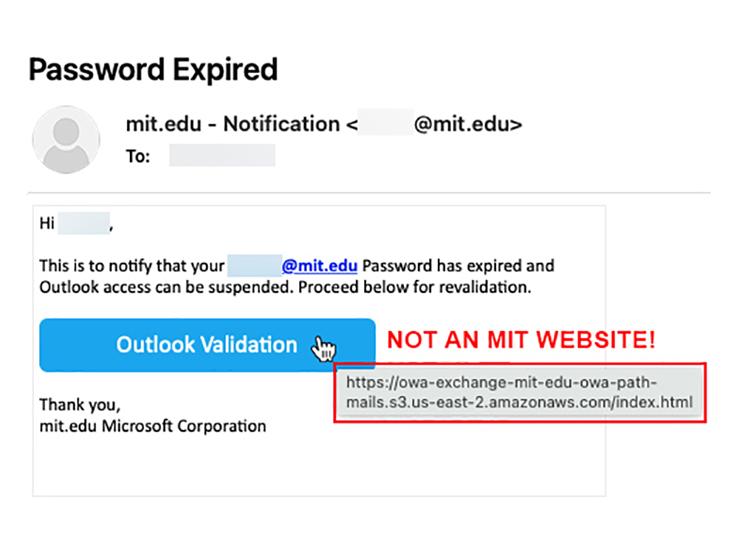 Password Expired
mit.edu - Notification < @mit.edu>
To:
Hi ,
This is to notify that your @mit.edu Password has expired and
Outlook access can be suspended. Proceed below for revalidation.
Outlook Validation
NOT AN MIT WEBSITE!
https://owa-exchange-mit-edu-owa-path-
mails.s3.us-east-2.amazonaws.com/index.html
Thank you,
mit.edu Microsoft Corporation